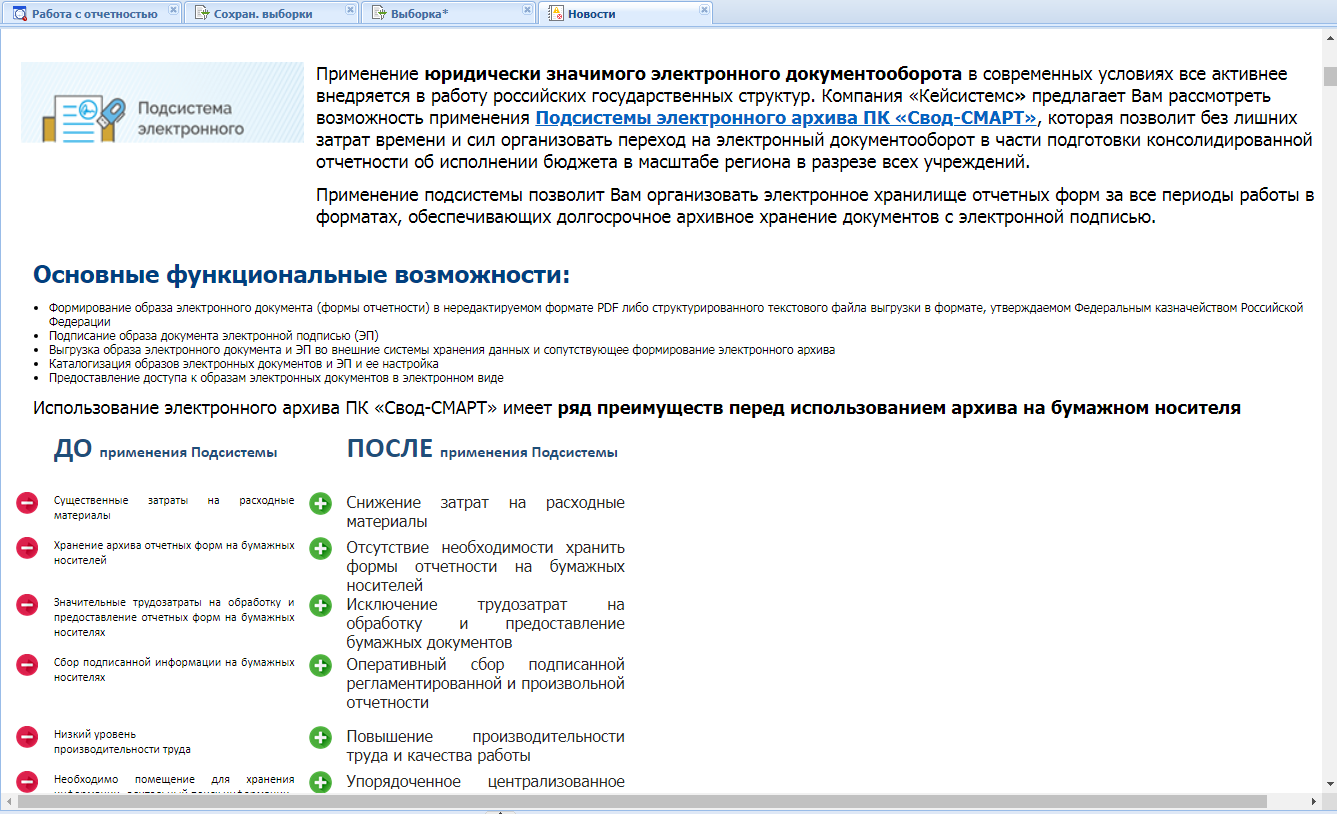 Работа с отчетностью
Сохран. выборки
Выборка*
Новости
Подсистема
электронного
Применение юридически значимого электронного документооборота в современных условиях все активнее
внедряется в работу российских государственных структур. Компания «Кейсистемс» предлагает Вам рассмотреть
возможность применения Подсистемы электронного архива ПК «Свод-СМАРТ», которая позволит без лишних
затрат времени и сил организовать переход на электронный документооборот в части подготовки консолидированной
отчетности об исполнении бюджета в масштабе региона в разрезе всех учреждений.
Применение подсистемы позволит Вам организовать электронное хранилище отчетных форм за все периоды работы в
форматах, обеспечивающих долгосрочное архивное хранение документов с электронной подписью.
Основные функциональные возможности:
• Формирование образа электронного документа (формы отчетности) в нередактируемом формате PDF либо структурированного текстового файла выгрузки в формате, утверждаемом Федеральным казначейством Российской
Федерации
• Подписание образа документа электронной подписью (ЭП)
• Выгрузка образа электронного документа и ЭП во внешние системы хранения данных и сопутствующее формирование электронного архива
• Каталогизация образов электронных документов и ЭП и ее настройка
• Предоставление доступа к образам электронных документов в электронном виде
Использование электронного архива ПК «Свод-СМАРТ» имеет ряд преимуществ перед использованием архива на бумажном носителя
ДО применения Подсистемы
ПОСЛЕ применения Подсистемы
Существенные затраты на расходные
материалы
Снижение затрат на расходные
материалы
Хранение архива отчетных форм на бумажных
носителей
Отсутствие необходимости хранить
формы отчетности на бумажных
носителей
Значительные трудозатраты на обработку и
предоставление отчетных форм на бумажных
носителях
Исключение трудозатрат на
обработку и предоставление
бумажных документов
Сбор подписанной информации на бумажных
носителях
Оперативный сбор подписанной
регламентированной и произвольной
отчетности
Низкий уровень
производительности труда
Повышение производительности
труда и качества работы
Необходимо помещение для хранения
Упорядоченное централизованное